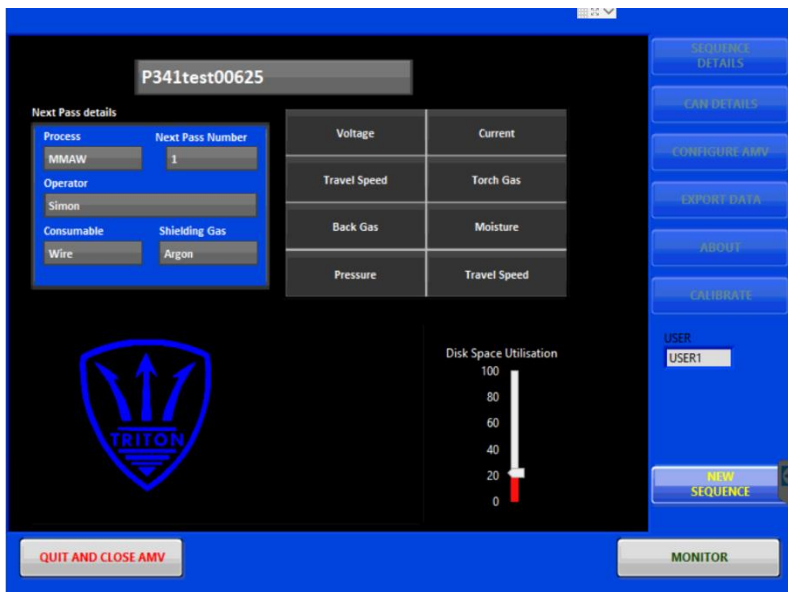 P341test00625
Next Pass details
Process Next Pass Number
MMAW 1
Operator
Simon
Consumable Shielding Gas
Wire Argon
Voltage Current
Travel Speed Torch Gas
Back Gas Moisture
Pressure Travel Speed
TRITON
Disk Space Utilisation
100
80
60
40
20
0
SEQUENCE
DETAILS
CAN DETAILS
CONFIGURE AMV
EXPORT DATA
ABOUT
CALIBRATE
USER
USER1
NEW
SEQUENCE
QUIT AND CLOSE AMV
MONITOR